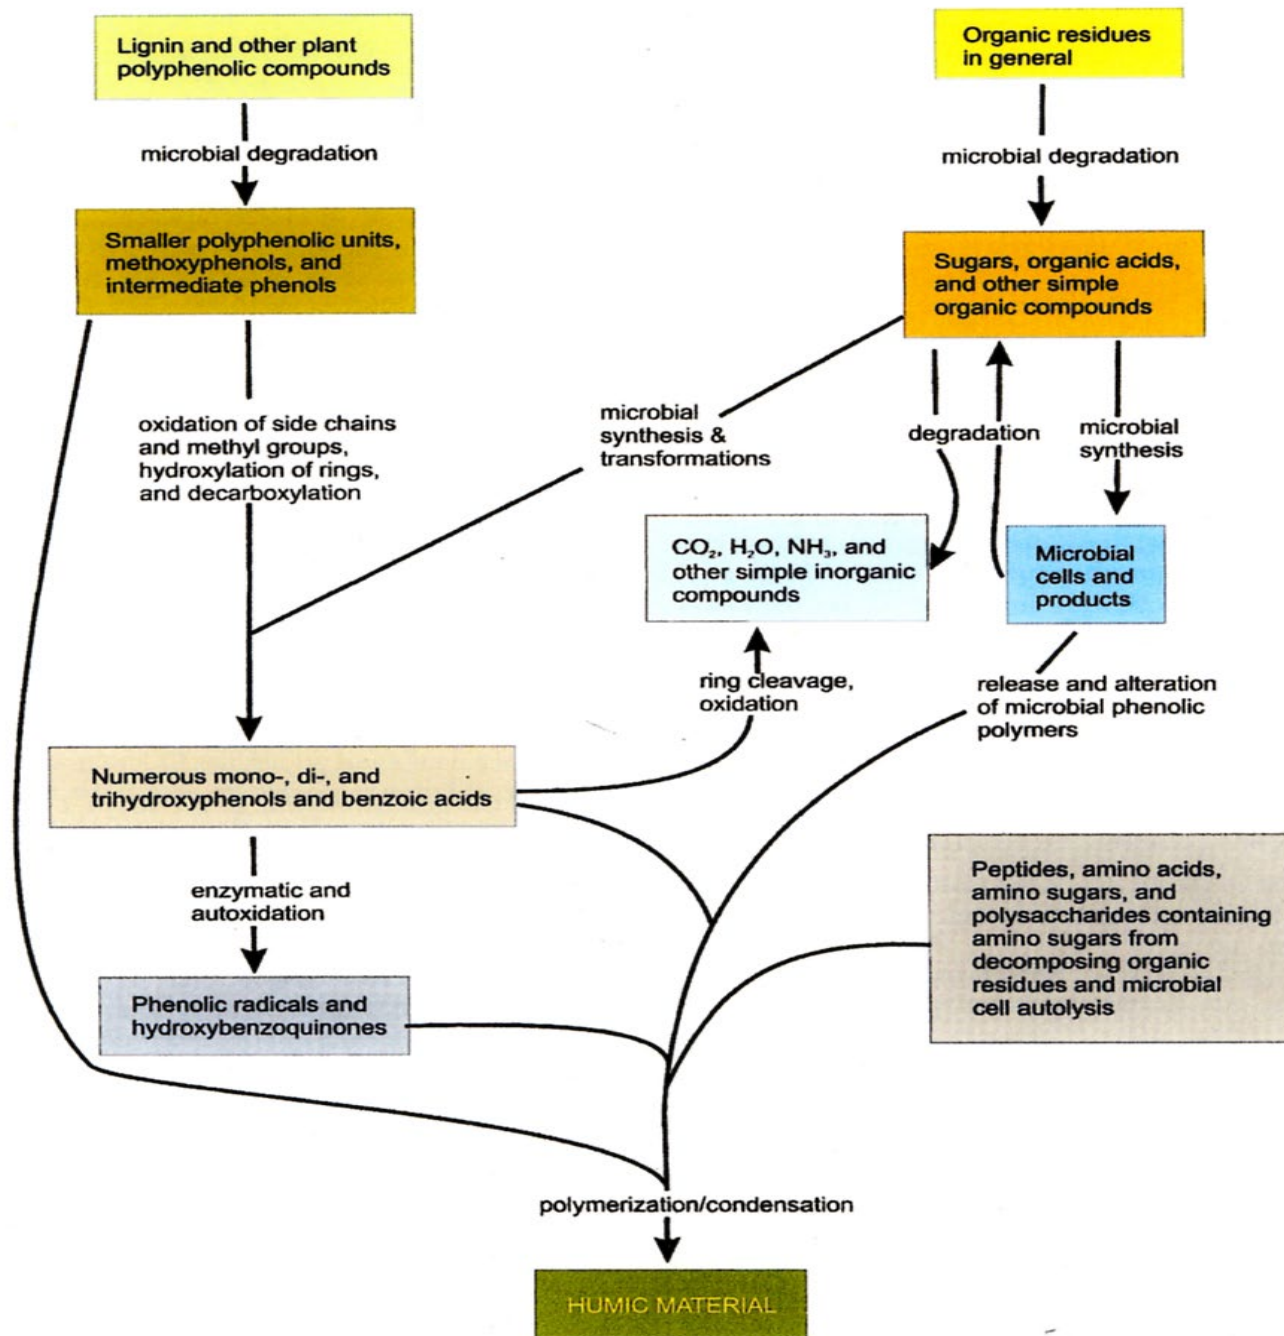 Lignin and other plant
polyphenolic compounds
Organic residues
in general
microbial degradation
microbial degradation
Smaller polyphenolic units,
methoxyphenols, and
intermediate phenols
Sugars, organic acids,
and other simple
organic compounds
oxidation of side chains
and methyl groups,
hydroxylation of rings,
and decarboxylation
microbial
synthesis &
transformations
degradation
microbial
synthesis
CO₂, H₂O, NH₃, and
other simple inorganic
compounds
Microbial
cells and
products
ring cleavage,
oxidation
release and alteration
of microbial phenolic
polymers
Numerous mono-, di-, and
trihydroxyphenols and benzoic acids
enzymatic and
autoxidation
Peptides, amino acids,
amino sugars, and
polysaccharides containing
amino sugars from
decomposing organic
residues and microbial
cell autolysis
Phenolic radicals and
hydroxybenzoquinones
polymerization/condensation
HUMIC MATERIAL